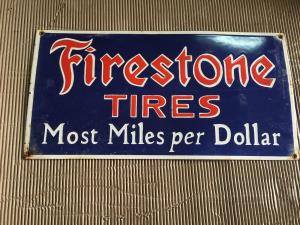 Firestone
TIRES
Most Miles per Dollar